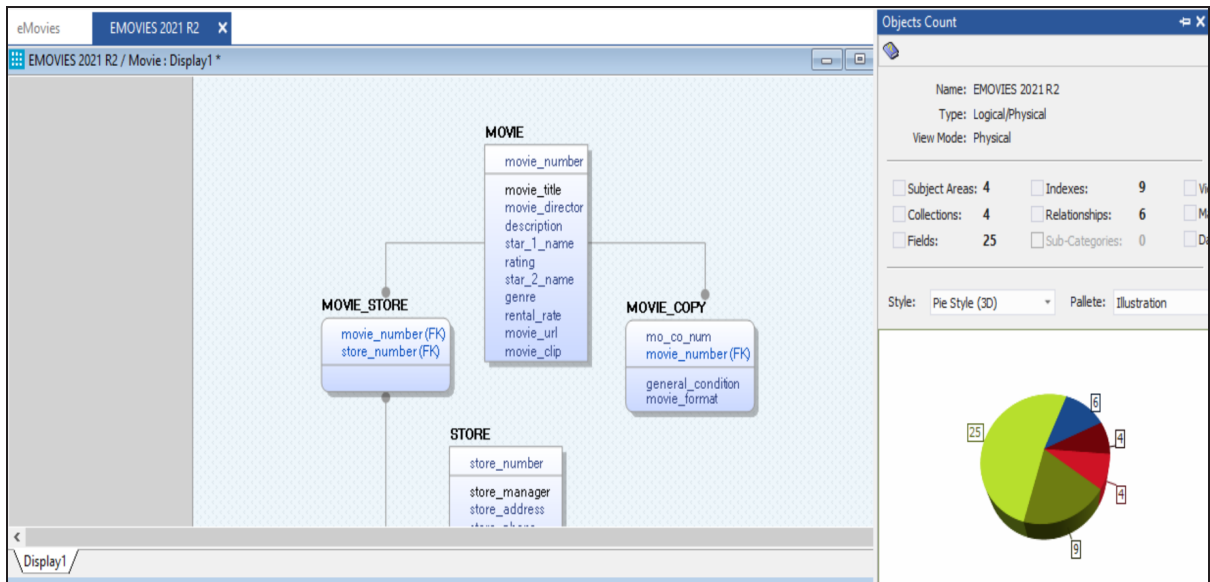 eMovies
EMOVIES 2021 R2
EMOVIES 2021 R2 / Movie : Display1 *
MOVIE
movie_number
movie_title
movie_director
description
star_1_name
rating
star_2_name
genre
rental_rate
movie_url
movie_clip
MOVIE_STORE
movie_number(FK)
store_number(FK)
MOVIE_COPY
mo_co_num
movie_number(FK)
general_condition
movie_format
STORE
store_number
store_manager
store_address
Display1
Objects Count
Name: EMOVIES 2021 R2
Type: Logical/Physical
View Mode: Physical
Subject Areas: 4 Indexes: 9
Collections: 4 Relationships: 6
Fields: 25 Sub-Categories: 0
Style: Pie Style (3D) Pallete: Illustration
6
25
4
4
9